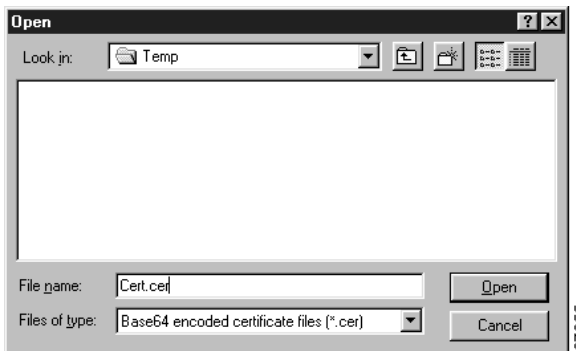 Open
Look in: Temp
File name: Cert.cer
Open
Files of type: Base64 encoded certificate files (*.cer)
Cancel